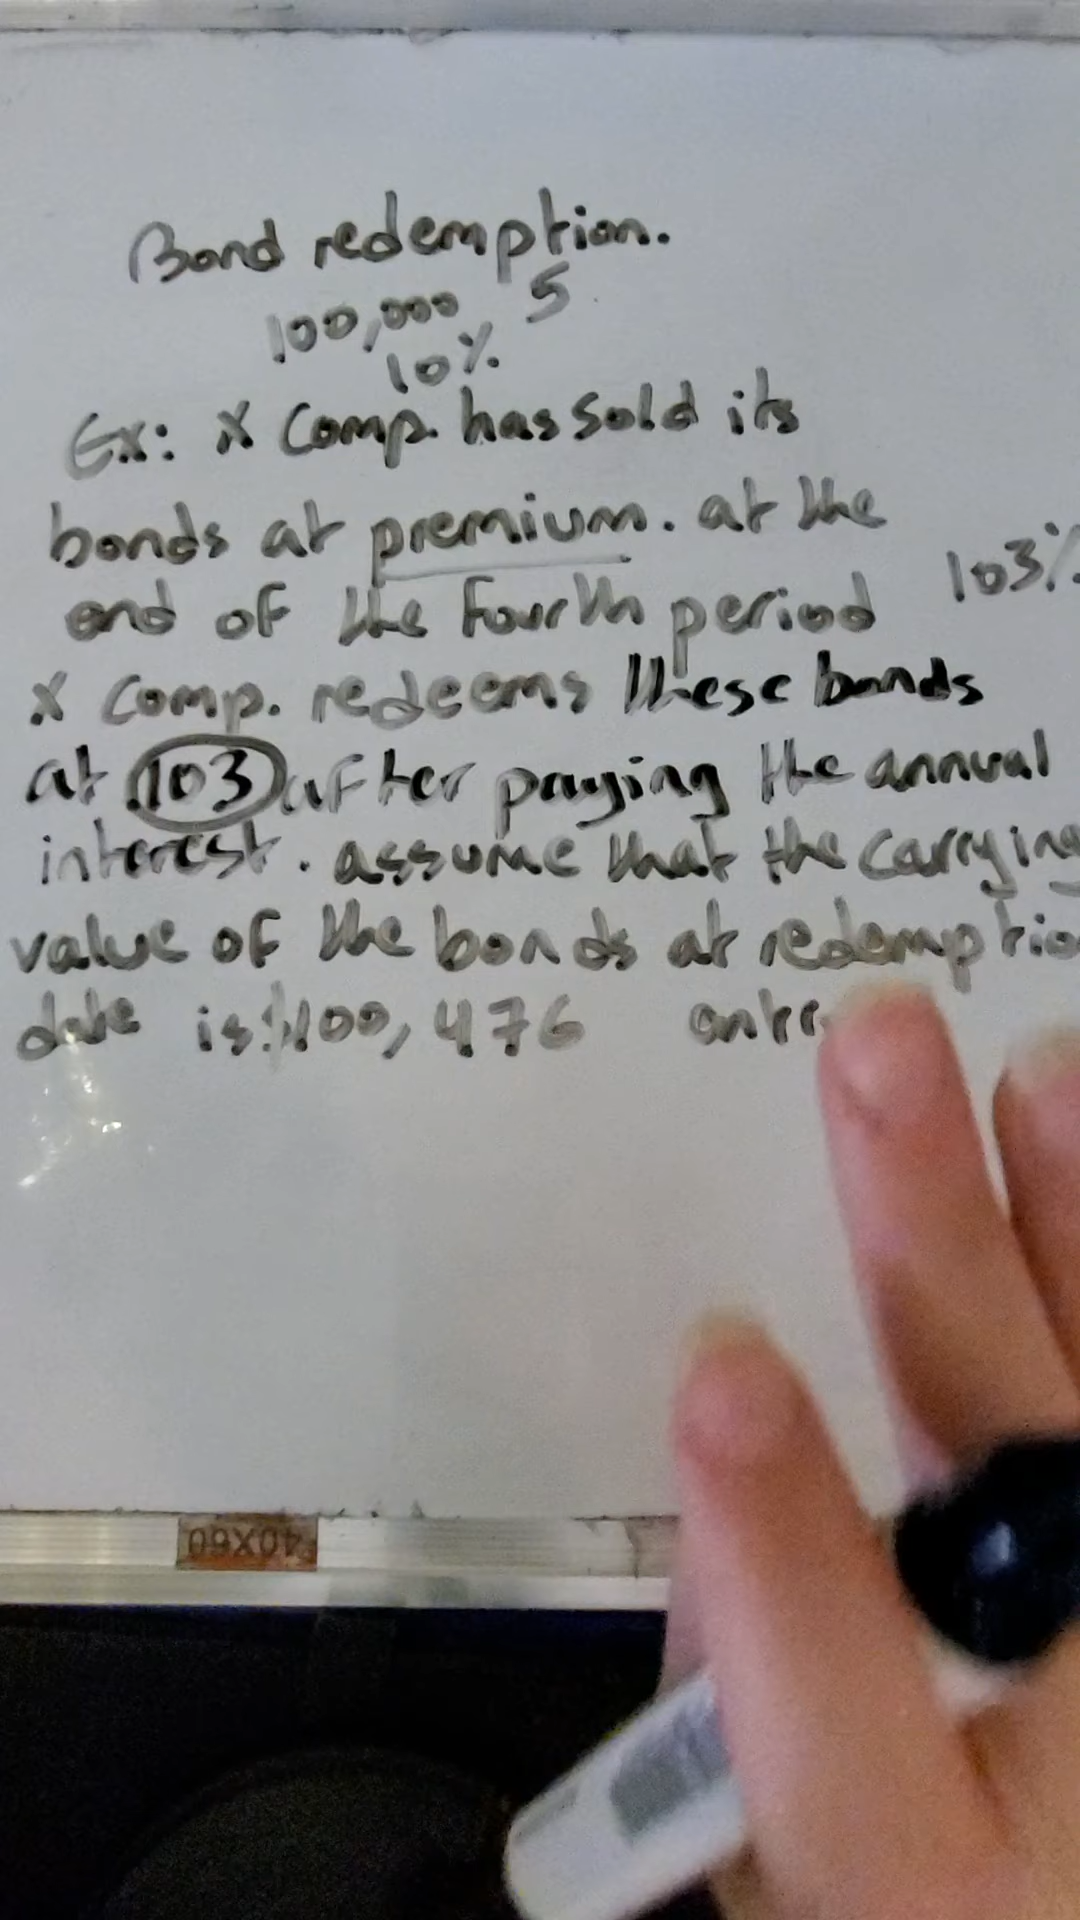 Bond redemption.
100,000 5
10%
Ex: X Comp. has sold its
bonds at premium. at the
end of the fourth period 103%
X comp. redeems these bonds
at 103 after paying the annual
interest. assume that the carrying
value of the bonds at redemptio
date is: $100,476
40X60